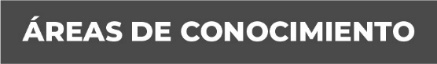 ÁREAS DE CONOCIMIENTO